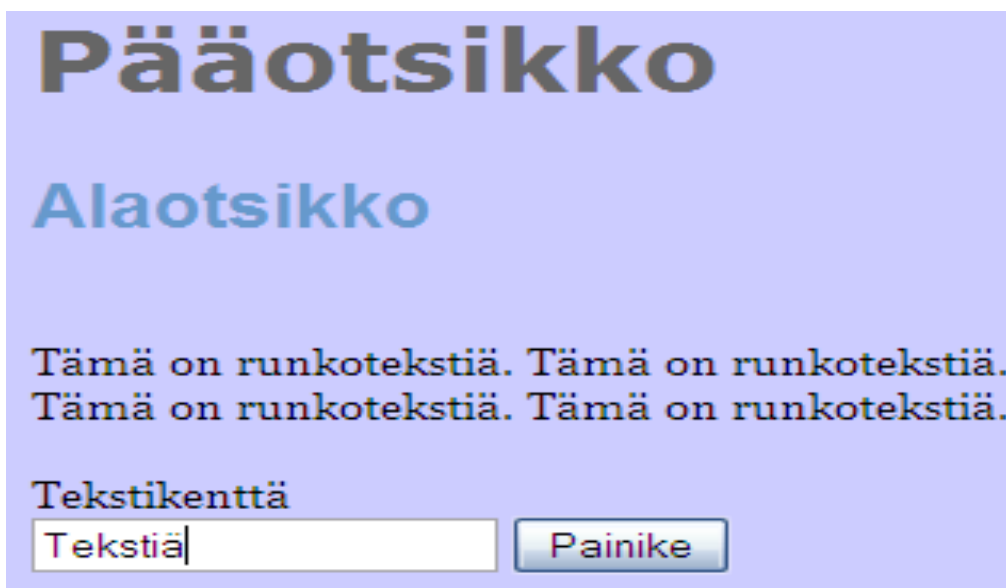 Pääotsikko
Alaotsikko
Tämä on runkotekstiä. Tämä on runkotekstiä.
Tämä on runkotekstiä. Tämä on runkotekstiä.
Tekstikenttä
Tekstiä Painike